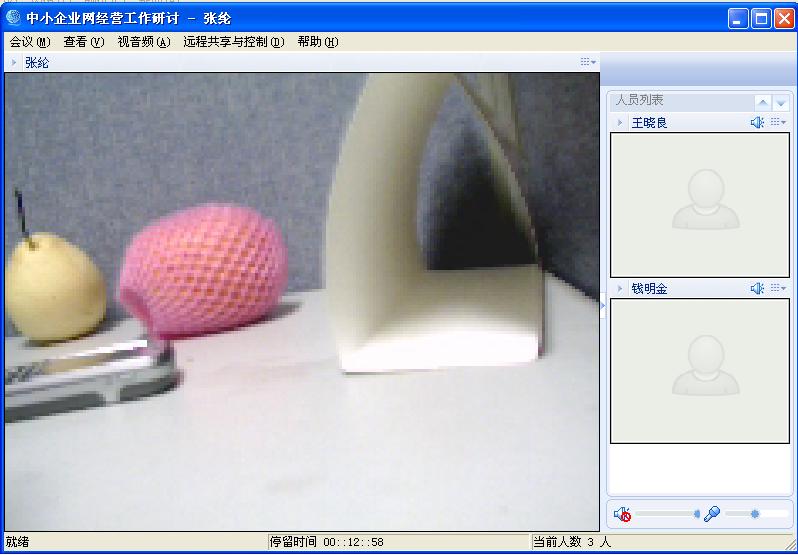 中小企业网经营工作研讨 - 张纶
会议(M) 查看(V) 视音频(A) 远程共享与控制(D) 帮助(H)
张纶
人员列表
王晓良
钱明金
就绪
停留时间 00::12::58
当前人数 3 人